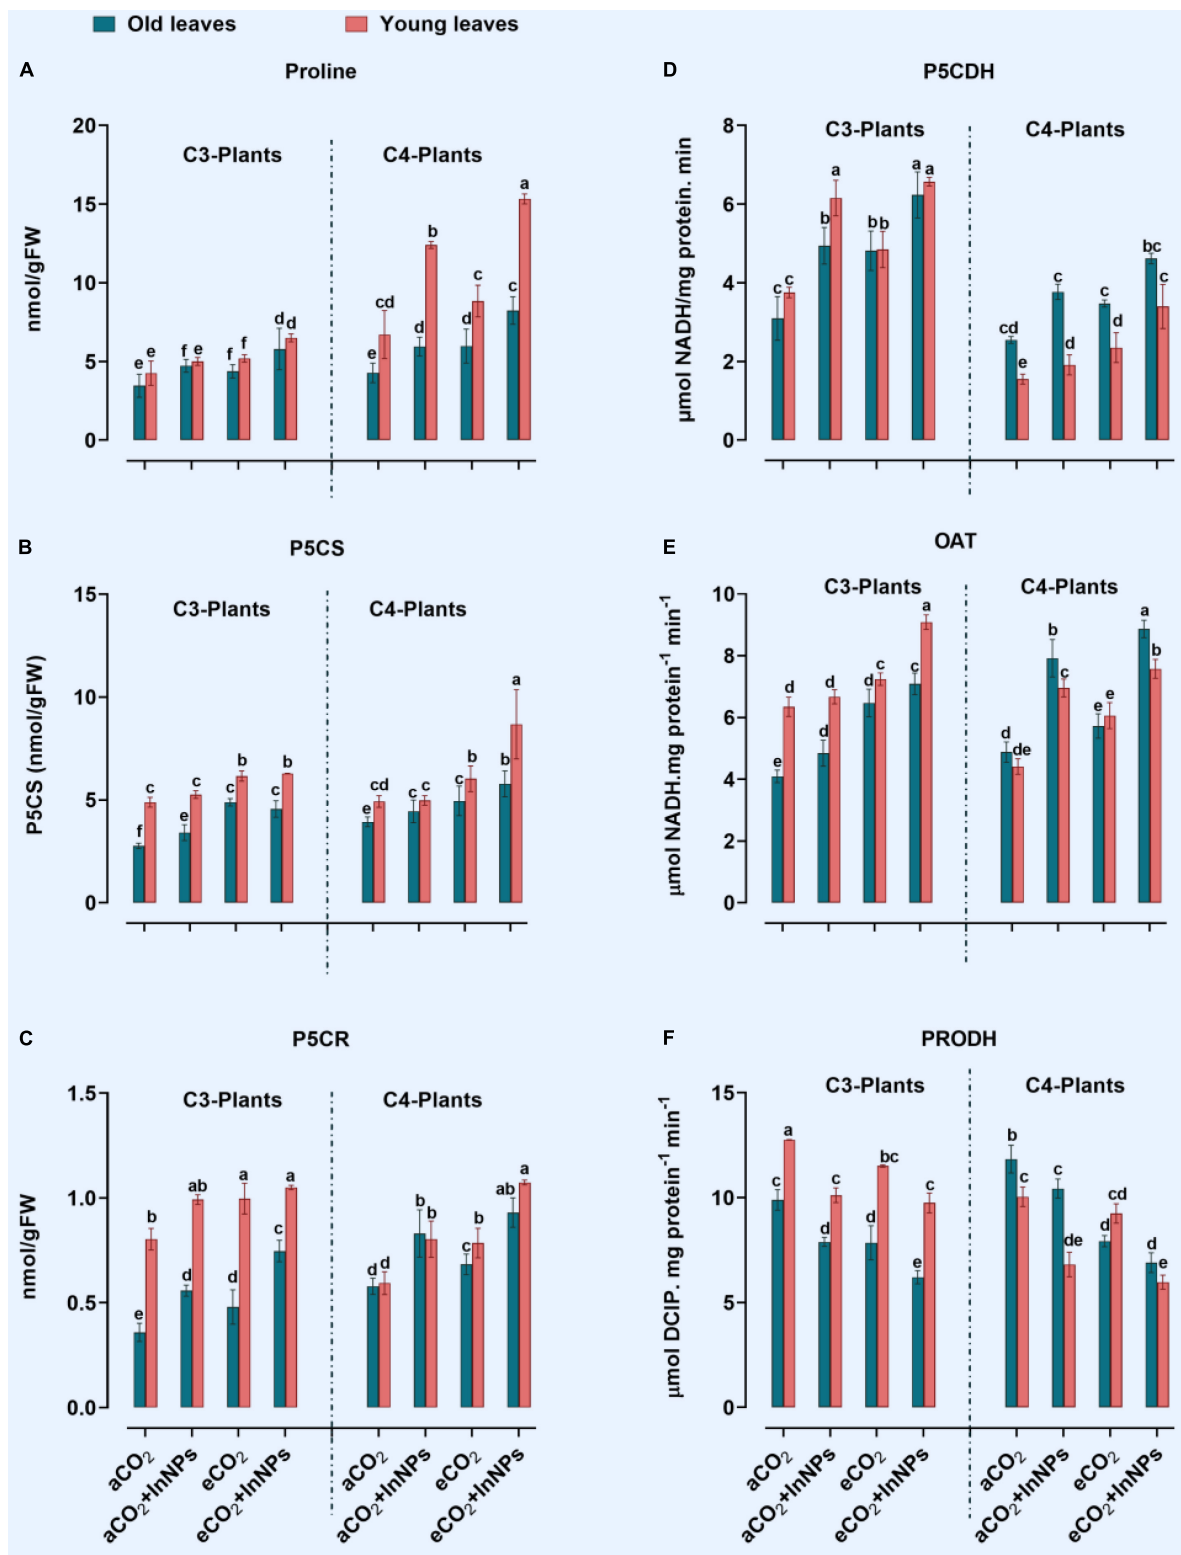 Old leaves Young leaves
A Proline
nmol/gFW
20
15
10
5
0
C3-Plants C4-Plants
e e f e f f d d e cd d b d c c a
B P5CS
P5CS (nmol/gFW)
15
10
5
0
C3-Plants C4-Plants
f c e c c b c b e cd c c c b b a
C P5CR
nmol/gFW
1.5
1.0
0.5
0.0
C3-Plants C4-Plants
e b d ab d a c a d d b b c b ab a
aCO2 aCO2+InNPs eCO2 eCO2+InNPs aCO2 aCO2+InNPs eCO2 eCO2+InNPs
D P5CDH
µmol NADH/mg protein. min
8
6
4
2
0
C3-Plants C4-Plants
c c b a b b a a cd e c d c d bc c
E OAT
µmol NADH.mg protein-1 min-1
10
8
6
4
2
0
C3-Plants C4-Plants
e d d d d c c a d de b c e e a b
F PRODH
µmol DCIP. mg protein-1 min-1
15
10
5
0
C3-Plants C4-Plants
c a d c d bc e c b c c de d cd d e
aCO2 aCO2+InNPs eCO2 eCO2+InNPs aCO2 aCO2+InNPs eCO2 eCO2+InNPs